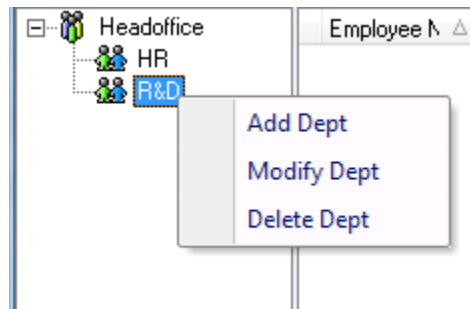 Headoffice
Employee N
HR
R&D
Add Dept
Modify Dept
Delete Dept